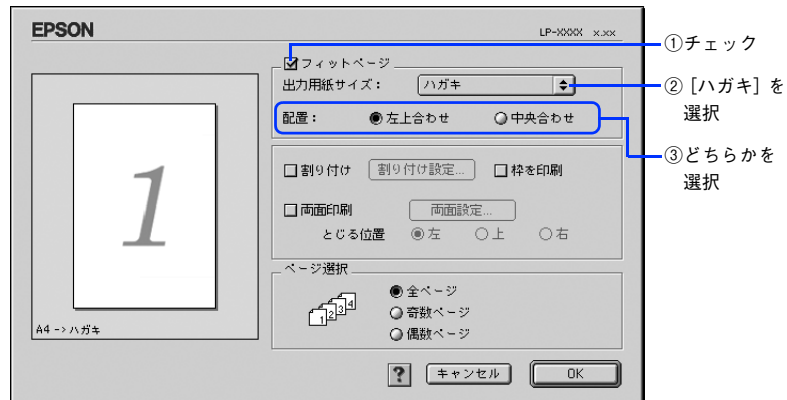 EPSON
LP-XXXX x.xx
フィットページ
出力用紙サイズ： ハガキ
配置： 左上合わせ 中央合わせ
割り付け 割り付け設定... 枠を印刷
両面印刷 両面設定...
とじる位置 左 上 右
ページ選択
全ページ
奇数ページ
偶数ページ
1 2 3 4
1
A4 -> ハガキ
? キャンセル OK
①チェック
②［ハガキ］を
選択
③どちらかを
選択